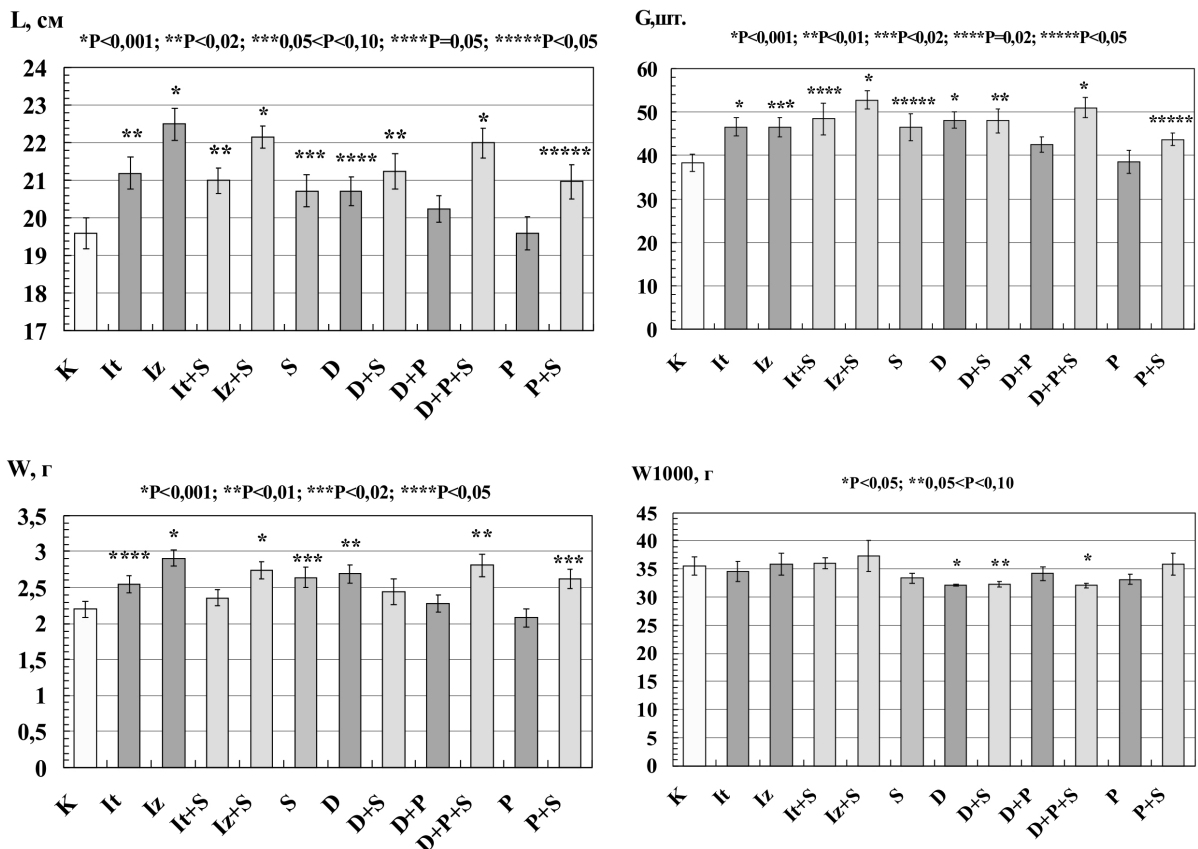 L, см
*P<0,001; **P<0,02; ***0,05<P<0,10; ****P=0,05; *****P<0,05
24
23
22
21
20
19
18
17
* ** * ** * ** *** **** ** * *****
K It Iz It+S Iz+S S D D+S D+P D+P+S P P+S
G,шт.
*P<0,001; **P<0,01; ***P<0,02; ****P=0,02; *****P<0,05
60
50
40
30
20
10
0
* *** **** * ***** * ** * *****
K It Iz It+S Iz+S S D D+S D+P D+P+S P P+S
W, г
*P<0,001; **P<0,01; ***P<0,02; ****P<0,05
3,5
3
2,5
2
1,5
1
0,5
0
**** * * *** ** ** ***
K It Iz It+S Iz+S S D D+S D+P D+P+S P P+S
W1000, г
*P<0,05; **0,05<P<0,10
45
40
35
30
25
20
15
10
5
0
* ** *
K It Iz It+S Iz+S S D D+S D+P D+P+S P P+S